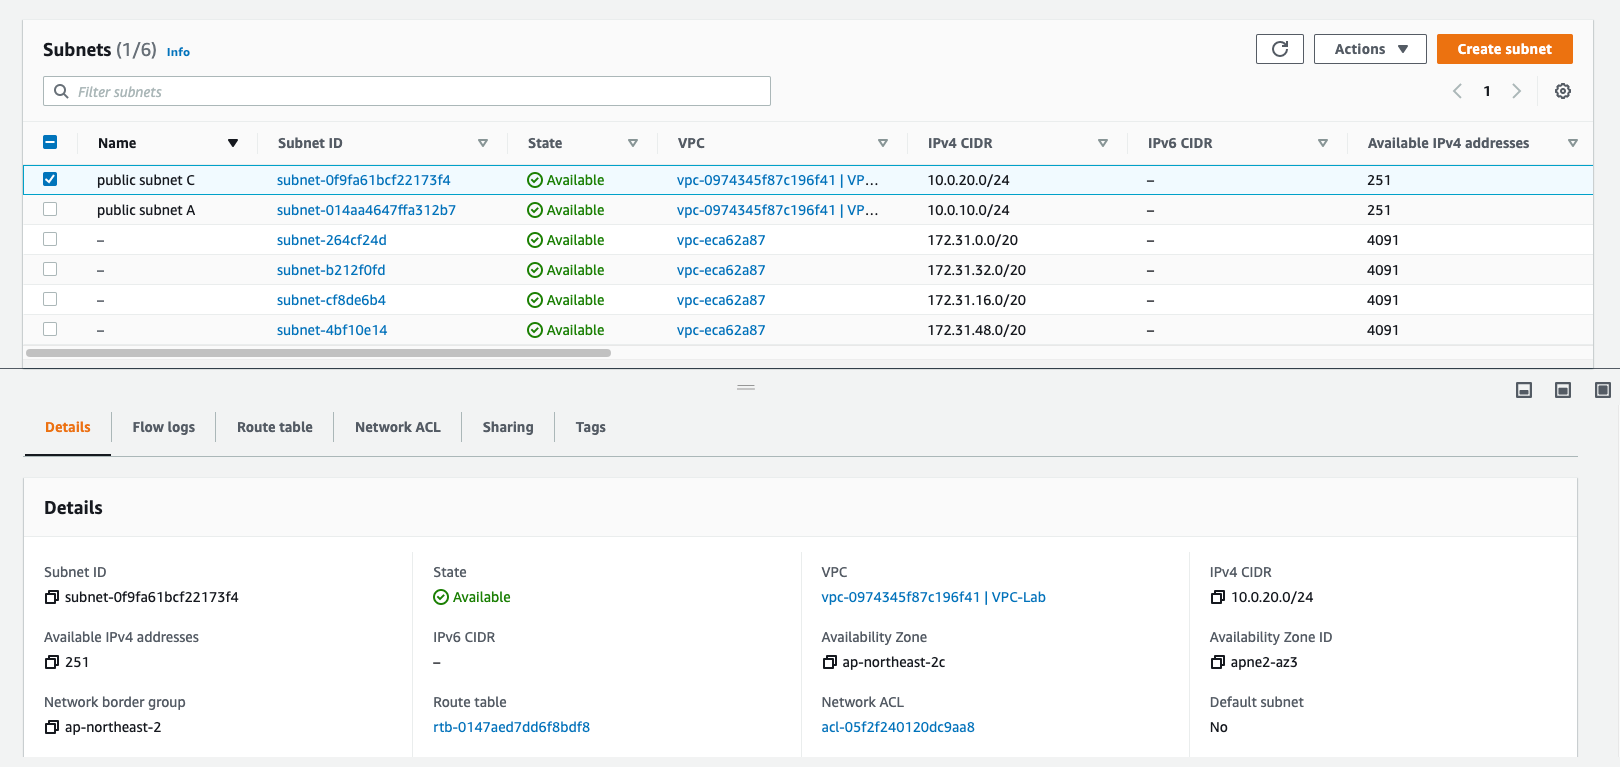 Subnets (1/6) Info
Actions Create subnet
Filter subnets
1
Name Subnet ID State VPC IPv4 CIDR IPv6 CIDR Available IPv4 addresses
public subnet C subnet-0f9fa61bcf22173f4 Available vpc-0974345f87c196f41 | VP... 10.0.20.0/24 – 251
public subnet A subnet-014aa4647ffa312b7 Available vpc-0974345f87c196f41 | VP... 10.0.10.0/24 – 251
– subnet-264cf24d Available vpc-eca62a87 172.31.0.0/20 – 4091
– subnet-b212f0fd Available vpc-eca62a87 172.31.32.0/20 – 4091
– subnet-cf8de6b4 Available vpc-eca62a87 172.31.16.0/20 – 4091
– subnet-4bf10e14 Available vpc-eca62a87 172.31.48.0/20 – 4091
Details Flow logs Route table Network ACL Sharing Tags
Details
Subnet ID State VPC IPv4 CIDR
subnet-0f9fa61bcf22173f4 Available vpc-0974345f87c196f41 | VPC-Lab 10.0.20.0/24
Available IPv4 addresses IPv6 CIDR Availability Zone Availability Zone ID
251 – ap-northeast-2c apne2-az3
Network border group Route table Network ACL Default subnet
ap-northeast-2 rtb-0147aed7dd6f8bdf8 acl-05f2f240120dc9aa8 No